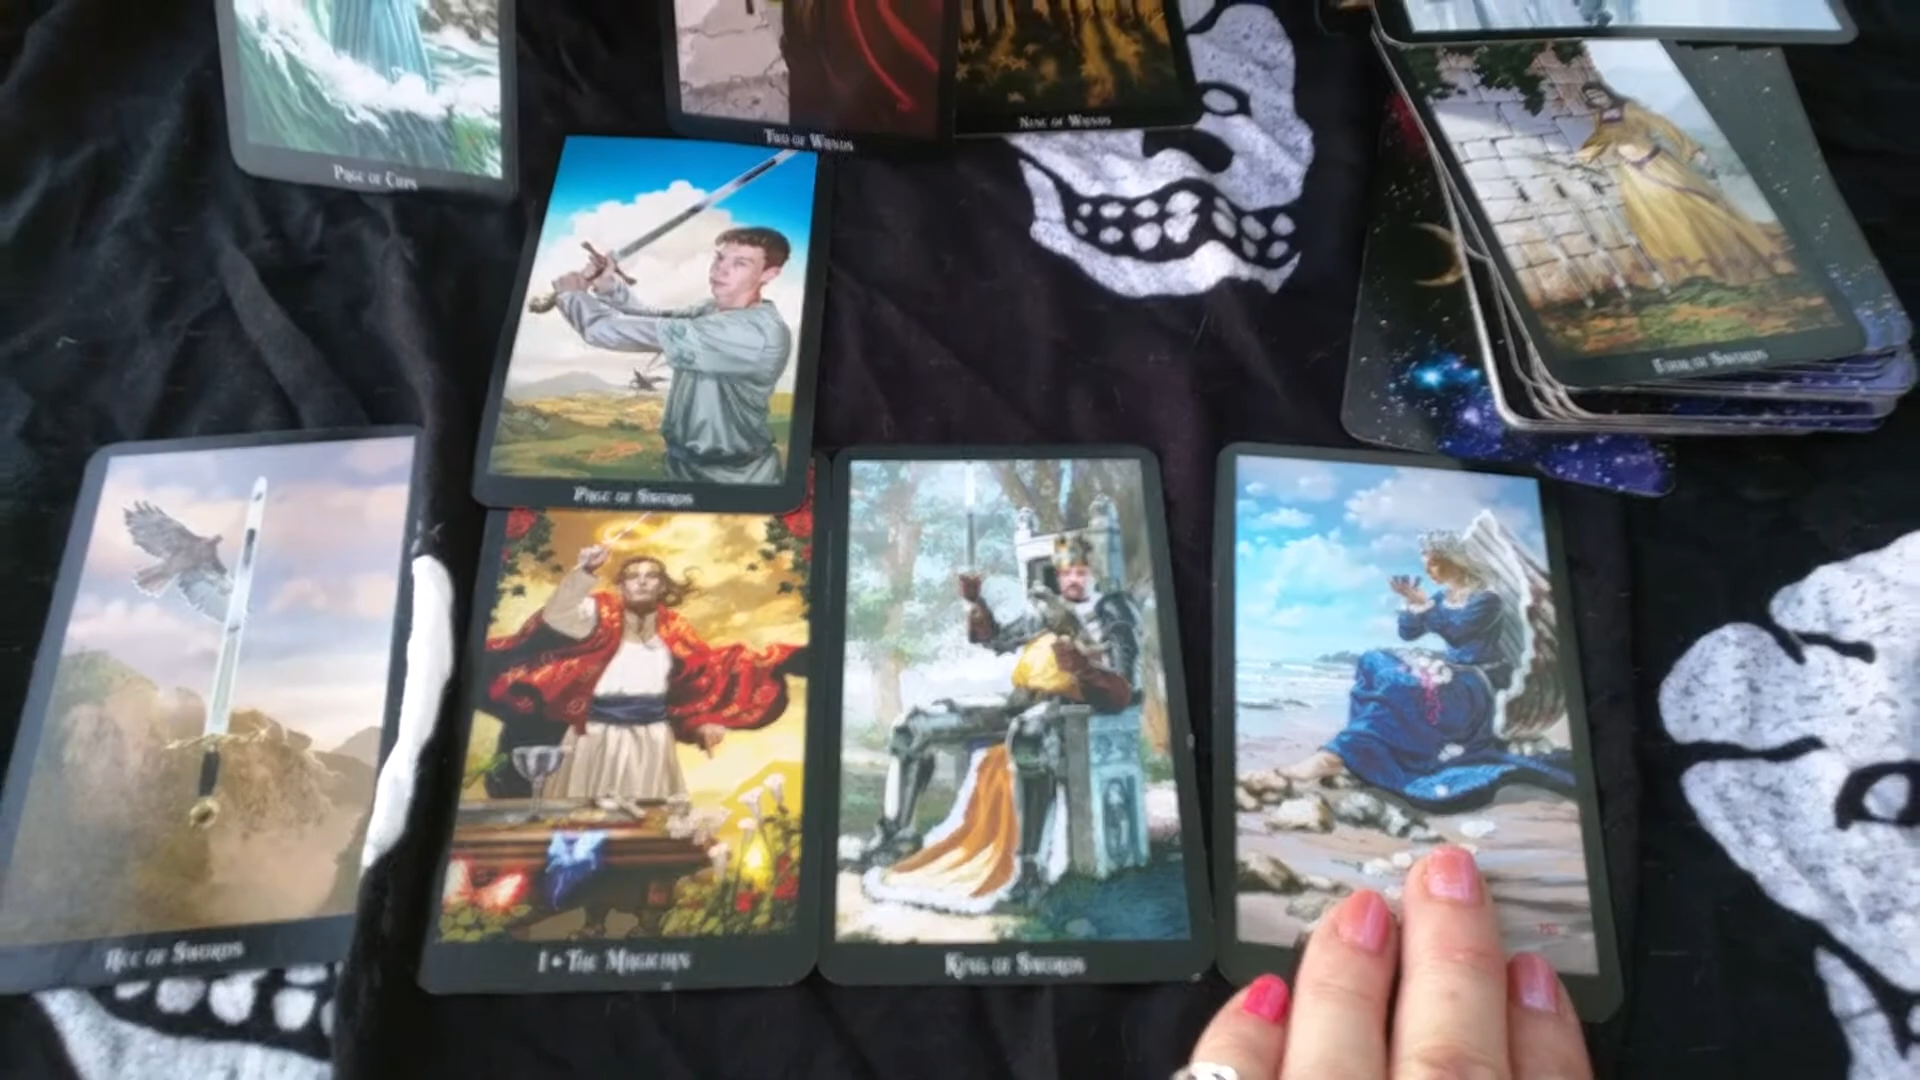 Page of Cups
Two of Wands
Nine of Wands
Four of Swords
Page of Swords
Ace of Swords
I ✦ The Magician
King of Swords